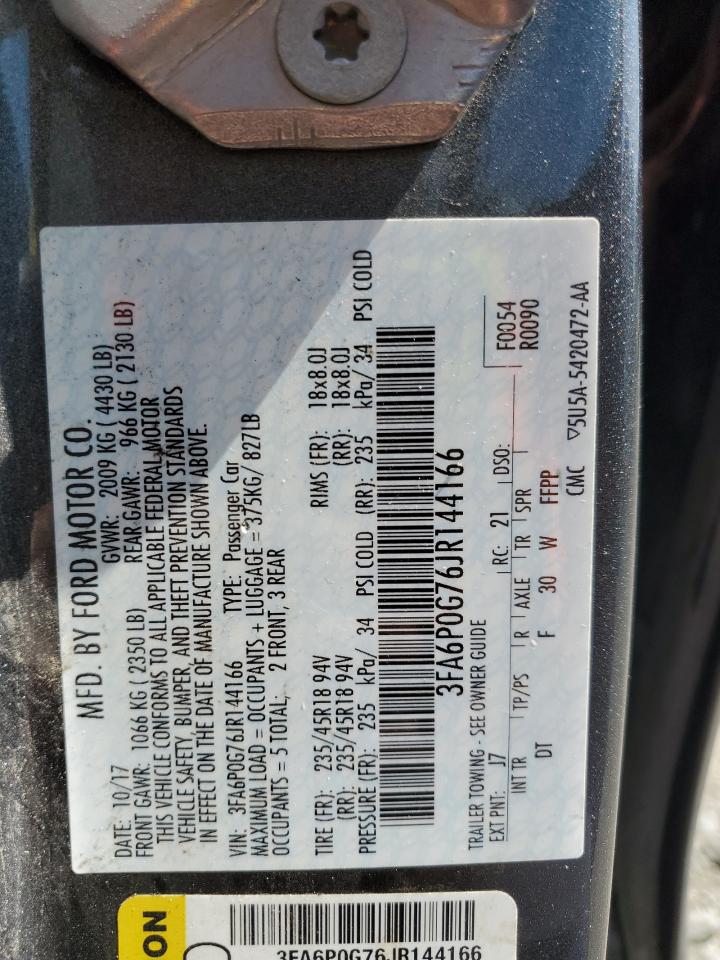 MFD. BY FORD MOTOR CO.
DATE: 10/17 GVWR: 2009 KG ( 4430 LB)
FRONT GAWR: 1066 KG (2350 LB) REAR GAWR: 966 KG ( 2130 LB)
THIS VEHICLE CONFORMS TO ALL APPLICABLE FEDERAL MOTOR
VEHICLE SAFETY, BUMPER, AND THEFT PREVENTION STANDARDS
IN EFFECT ON THE DATE OF MANUFACTURE SHOWN ABOVE.
VIN: 3FA6P0G76JR144166 TYPE: Passenger Car
MAXIMUM LOAD = OCCUPANTS + LUGGAGE = 375KG/ 827LB
OCCUPANTS = 5 TOTAL: 2 FRONT, 3 REAR
TIRE (FR): 235/45R18 94V RIMS (FR): 18x8.0J
(RR): 235/45R18 94V (RR): 18x8.0J
PRESSURE (FR): 235 kPa/ 34 PSI COLD (RR): 235 kPa/ 34 PSI COLD
3FA6P0G76JR144166
TRAILER TOWING - SEE OWNER GUIDE
EXT PNT: J7 RC: 21 DSO: F0054
R0090
INT TR TP/PS R AXLE TR SPR
DT F 30 W FFPP
CMC ▽5U5A-5420472-AA
ON
3FA6P0G76JR144166